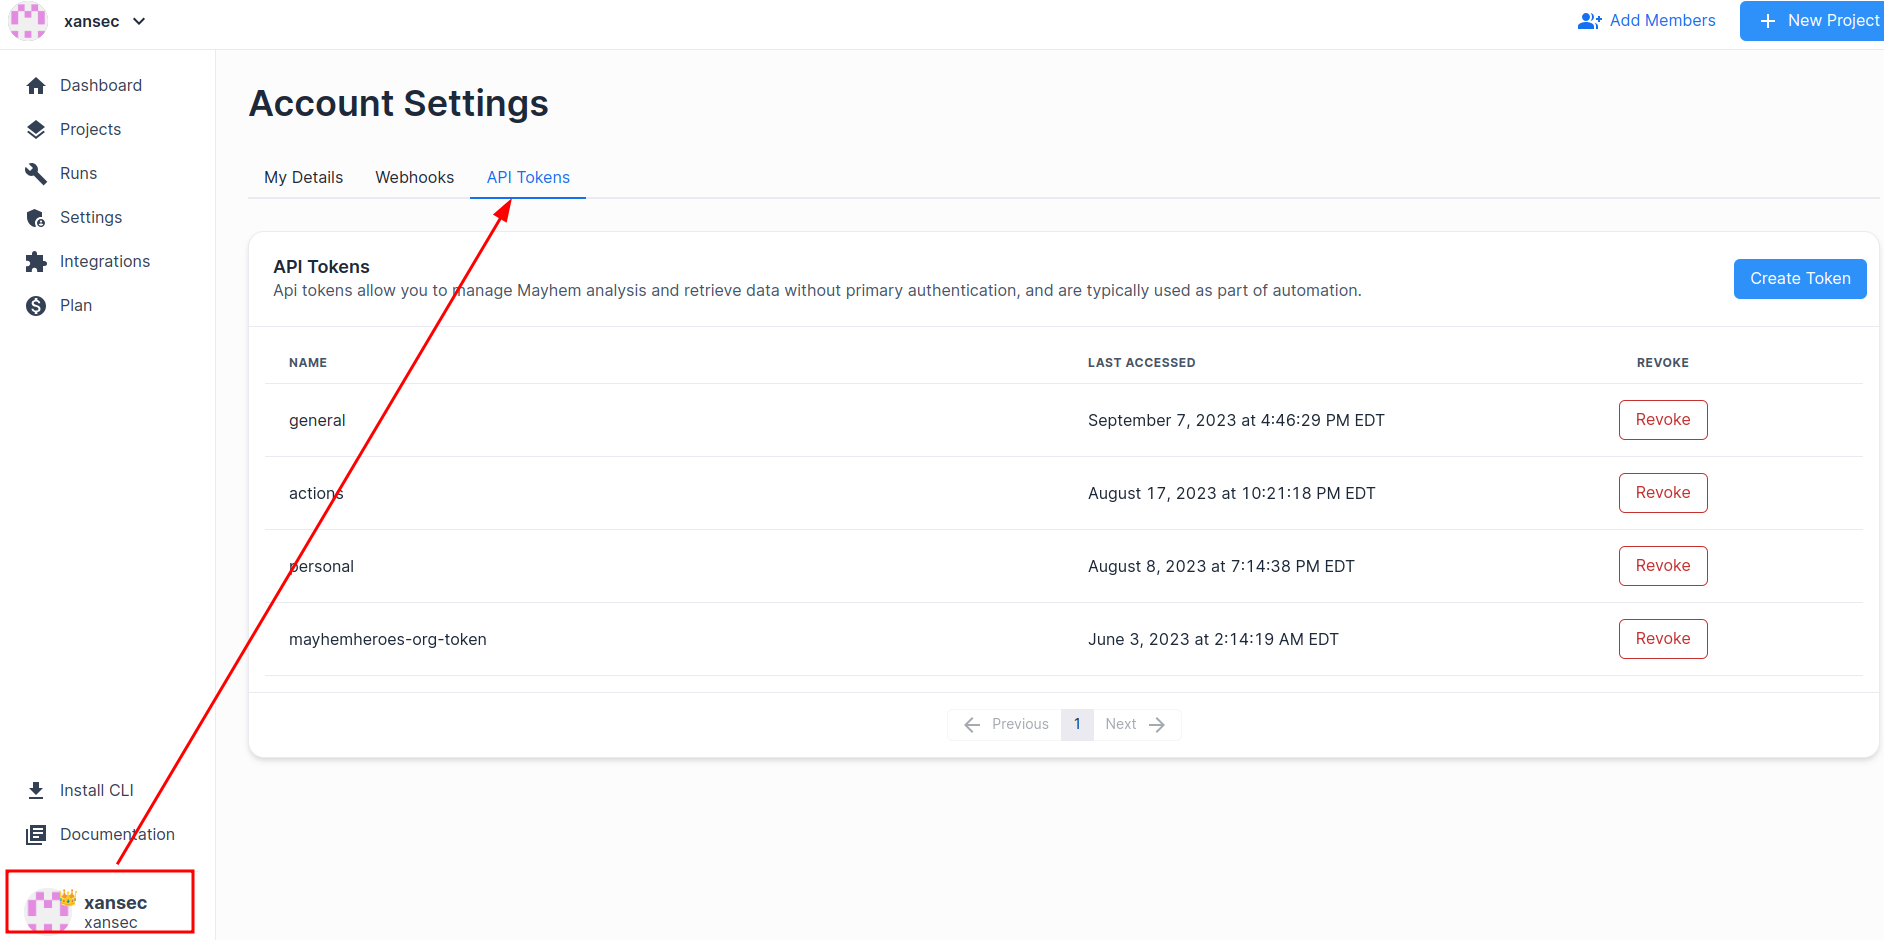 xansec
Add Members
New Project
Dashboard
Projects
Runs
Settings
Integrations
Plan
Account Settings
My Details
Webhooks
API Tokens
API Tokens
Api tokens allow you to manage Mayhem analysis and retrieve data without primary authentication, and are typically used as part of automation.
Create Token
NAME
LAST ACCESSED
REVOKE
general
September 7, 2023 at 4:46:29 PM EDT
Revoke
actions
August 17, 2023 at 10:21:18 PM EDT
Revoke
personal
August 8, 2023 at 7:14:38 PM EDT
Revoke
mayhemheroes-org-token
June 3, 2023 at 2:14:19 AM EDT
Revoke
Previous
1
Next
Install CLI
Documentation
xansec
xansec